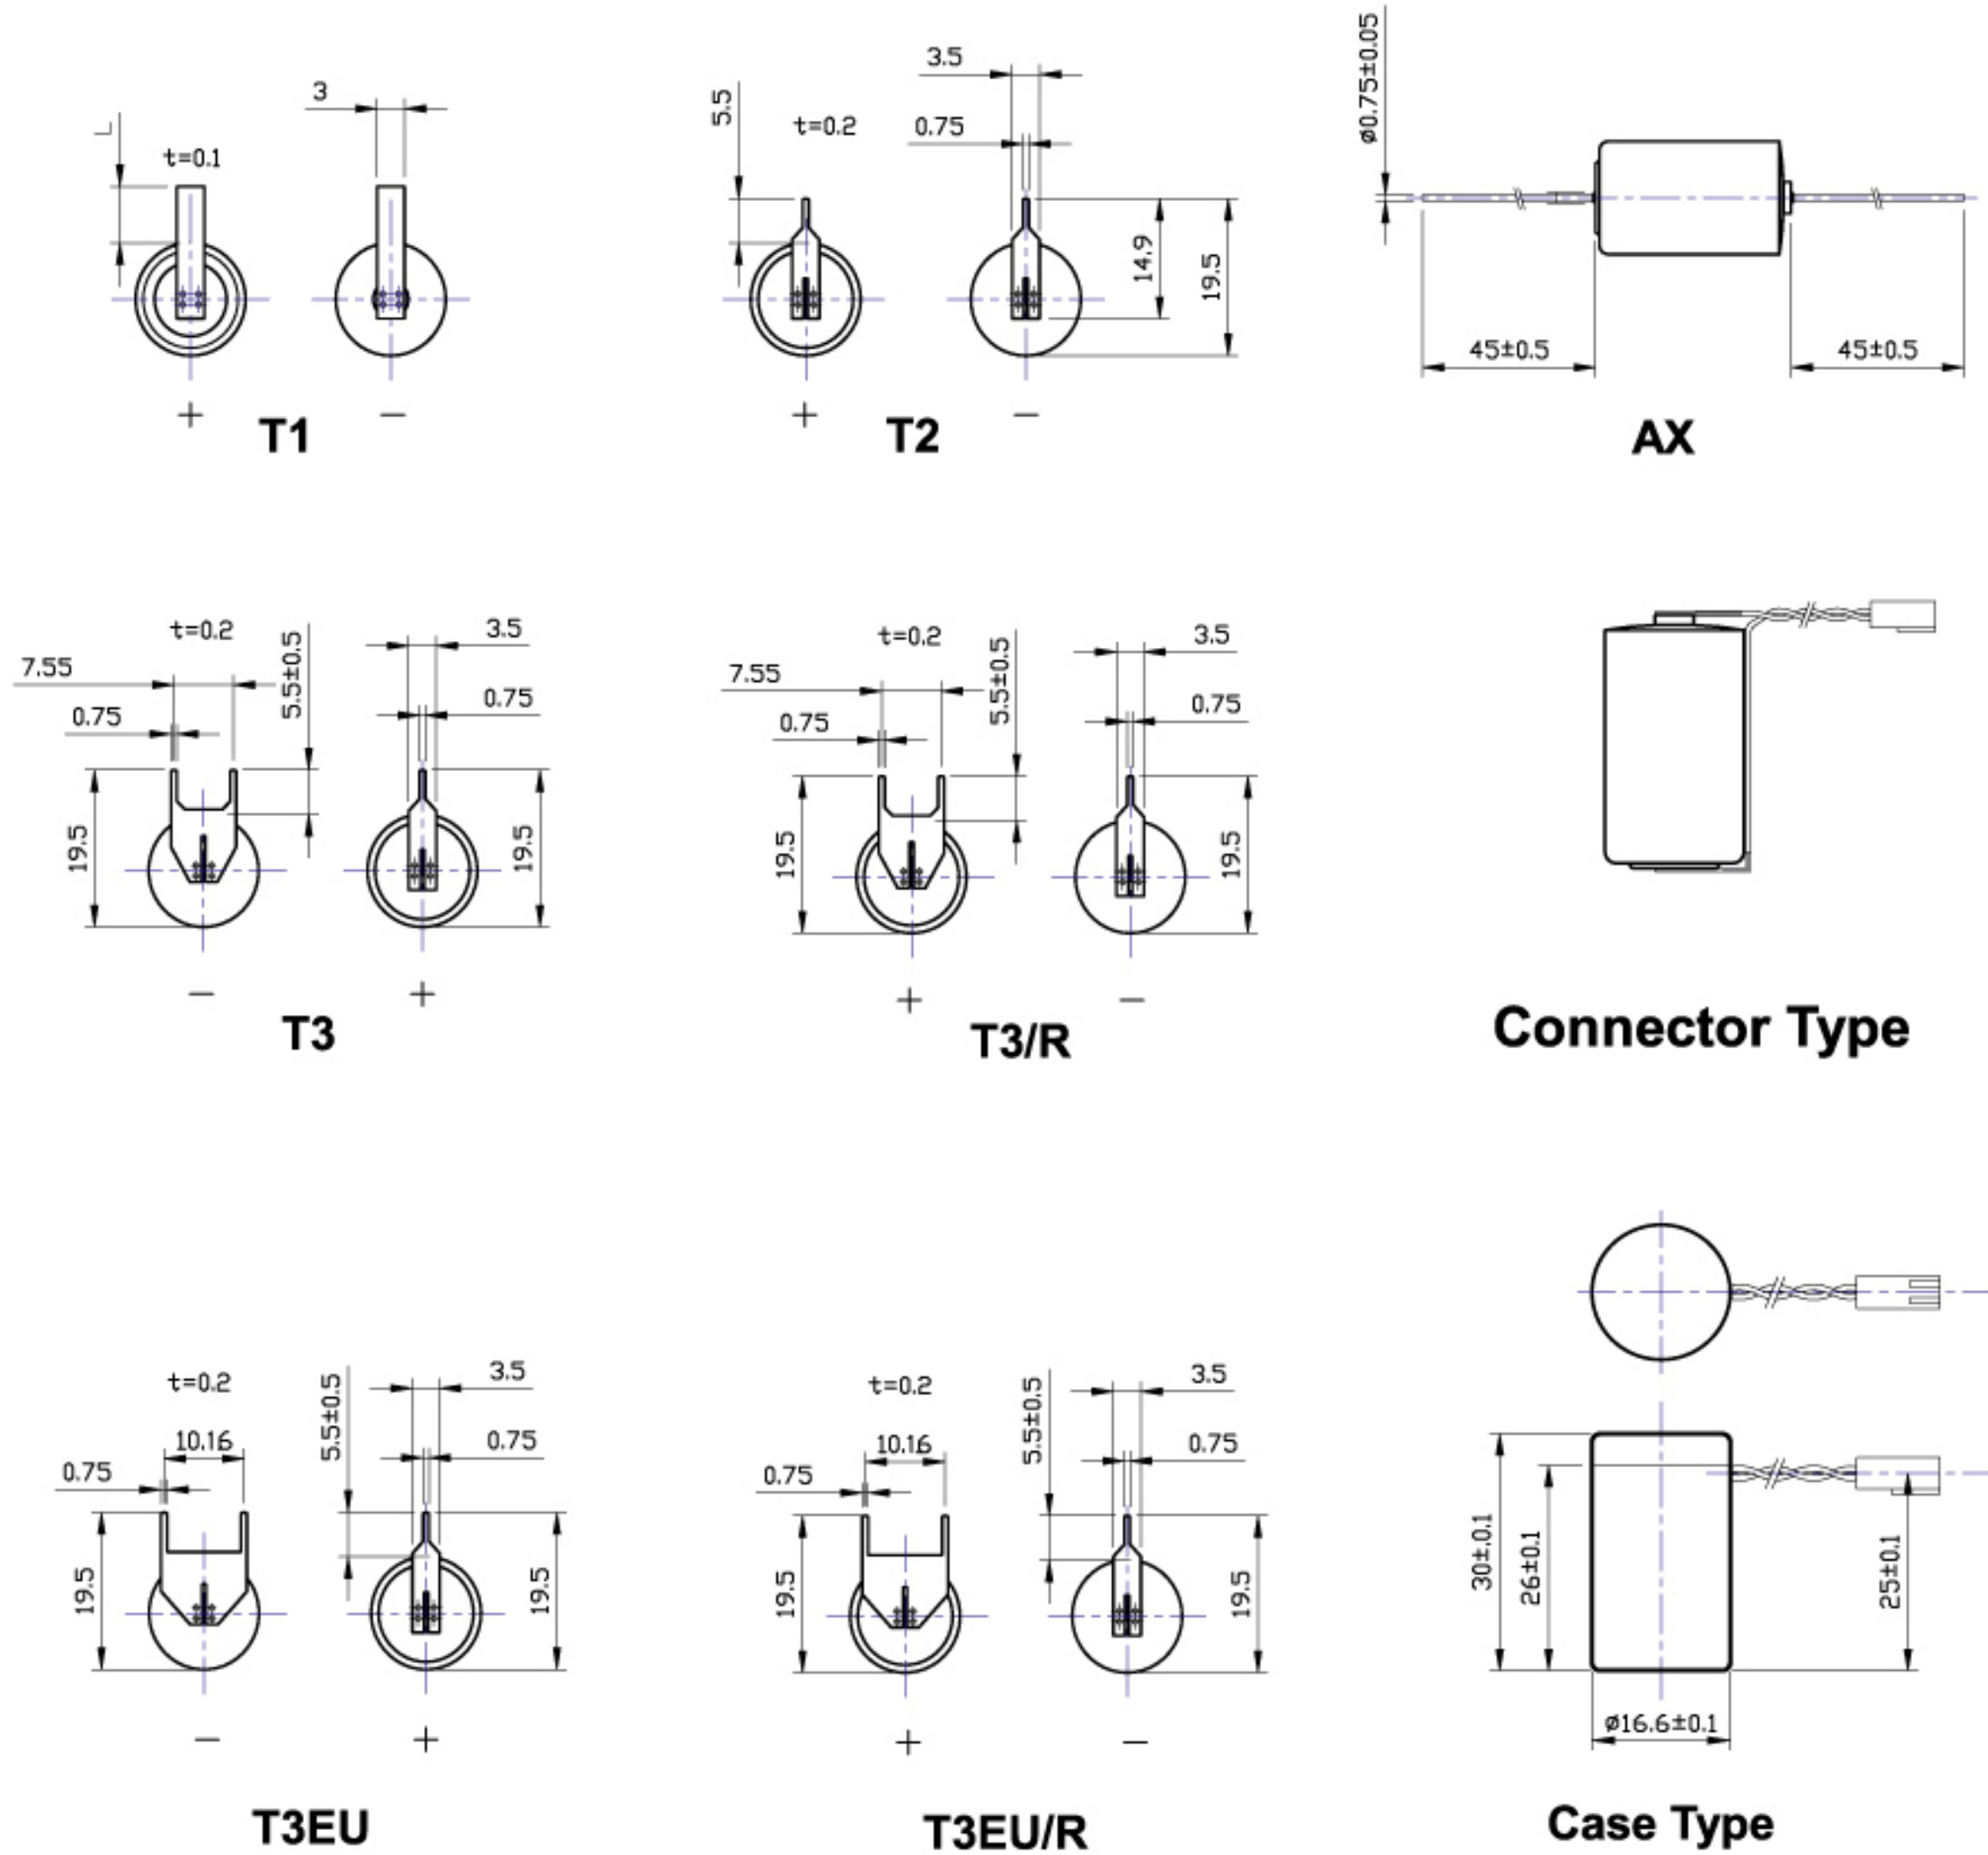 L
t=0.1
3
+
−
T1
5.5
t=0.2
3.5
0.75
14.9
19.5
+
−
T2
ø0.75±0.05
45±0.5
45±0.5
AX
7.55
0.75
t=0.2
5.5±0.5
19.5
3.5
0.75
19.5
−
+
T3
7.55
0.75
t=0.2
5.5±0.5
19.5
3.5
0.75
19.5
+
−
T3/R
Connector Type
t=0.2
10.16
0.75
19.5
5.5±0.5
3.5
0.75
19.5
−
+
T3EU
t=0.2
10.16
0.75
19.5
5.5±0.5
3.5
0.75
19.5
+
−
T3EU/R
30±0.1
26±0.1
25±0.1
ø16.6±0.1
Case Type